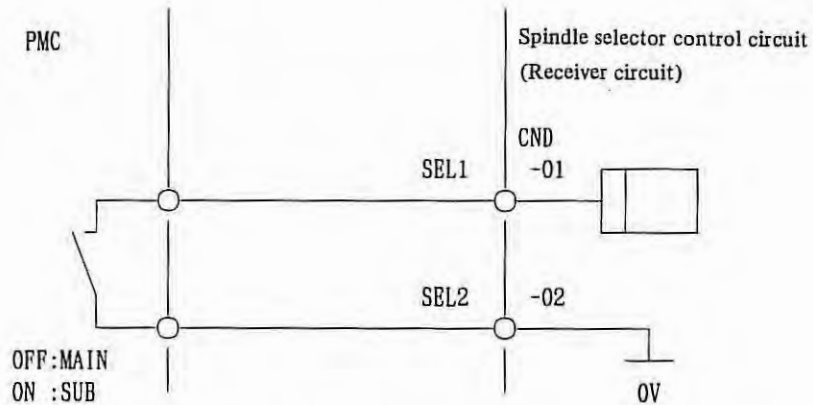 PMC
Spindle selector control circuit
(Receiver circuit)
CND
SEL1 -01
SEL2 -02
OFF:MAIN
ON :SUB
0V